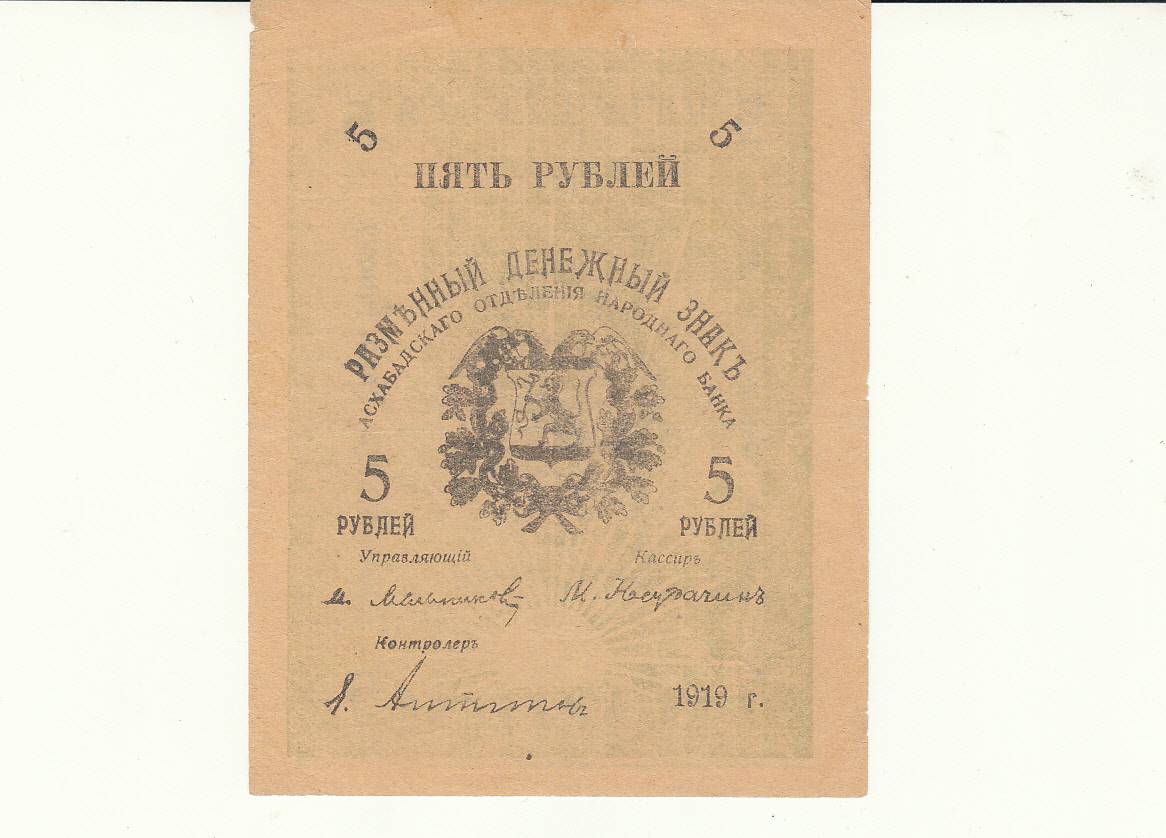 5 5
ПЯТЬ РУБЛЕЙ
РАЗМѢННЫЙ ДЕНЕЖНЫЙ ЗНАКЪ
АСХАБАДСКАГО ОТДѢЛЕНІЯ НАРОДНАГО БАНКА
5 5
РУБЛЕЙ РУБЛЕЙ
Управляющій Кассиръ
М.
Контролеръ
1919 г.